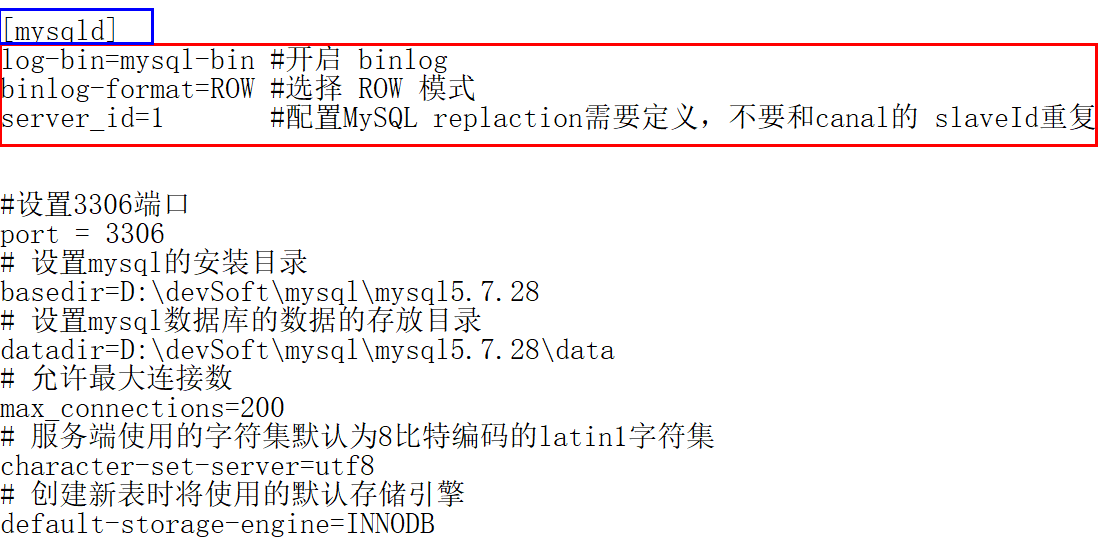 [mysqld]
log-bin=mysql-bin #开启 binlog
binlog-format=ROW #选择 ROW 模式
server_id=1 #配置MySQL replaction需要定义，不要和canal的 slaveId重复
#设置3306端口
port = 3306
# 设置mysql的安装目录
basedir=D:\devSoft\mysql\mysql5.7.28
# 设置mysql数据库的数据的存放目录
datadir=D:\devSoft\mysql\mysql5.7.28\data
# 允许最大连接数
max_connections=200
# 服务端使用的字符集默认为8比特编码的latin1字符集
character-set-server=utf8
# 创建新表时将使用的默认存储引擎
default-storage-engine=INNODB